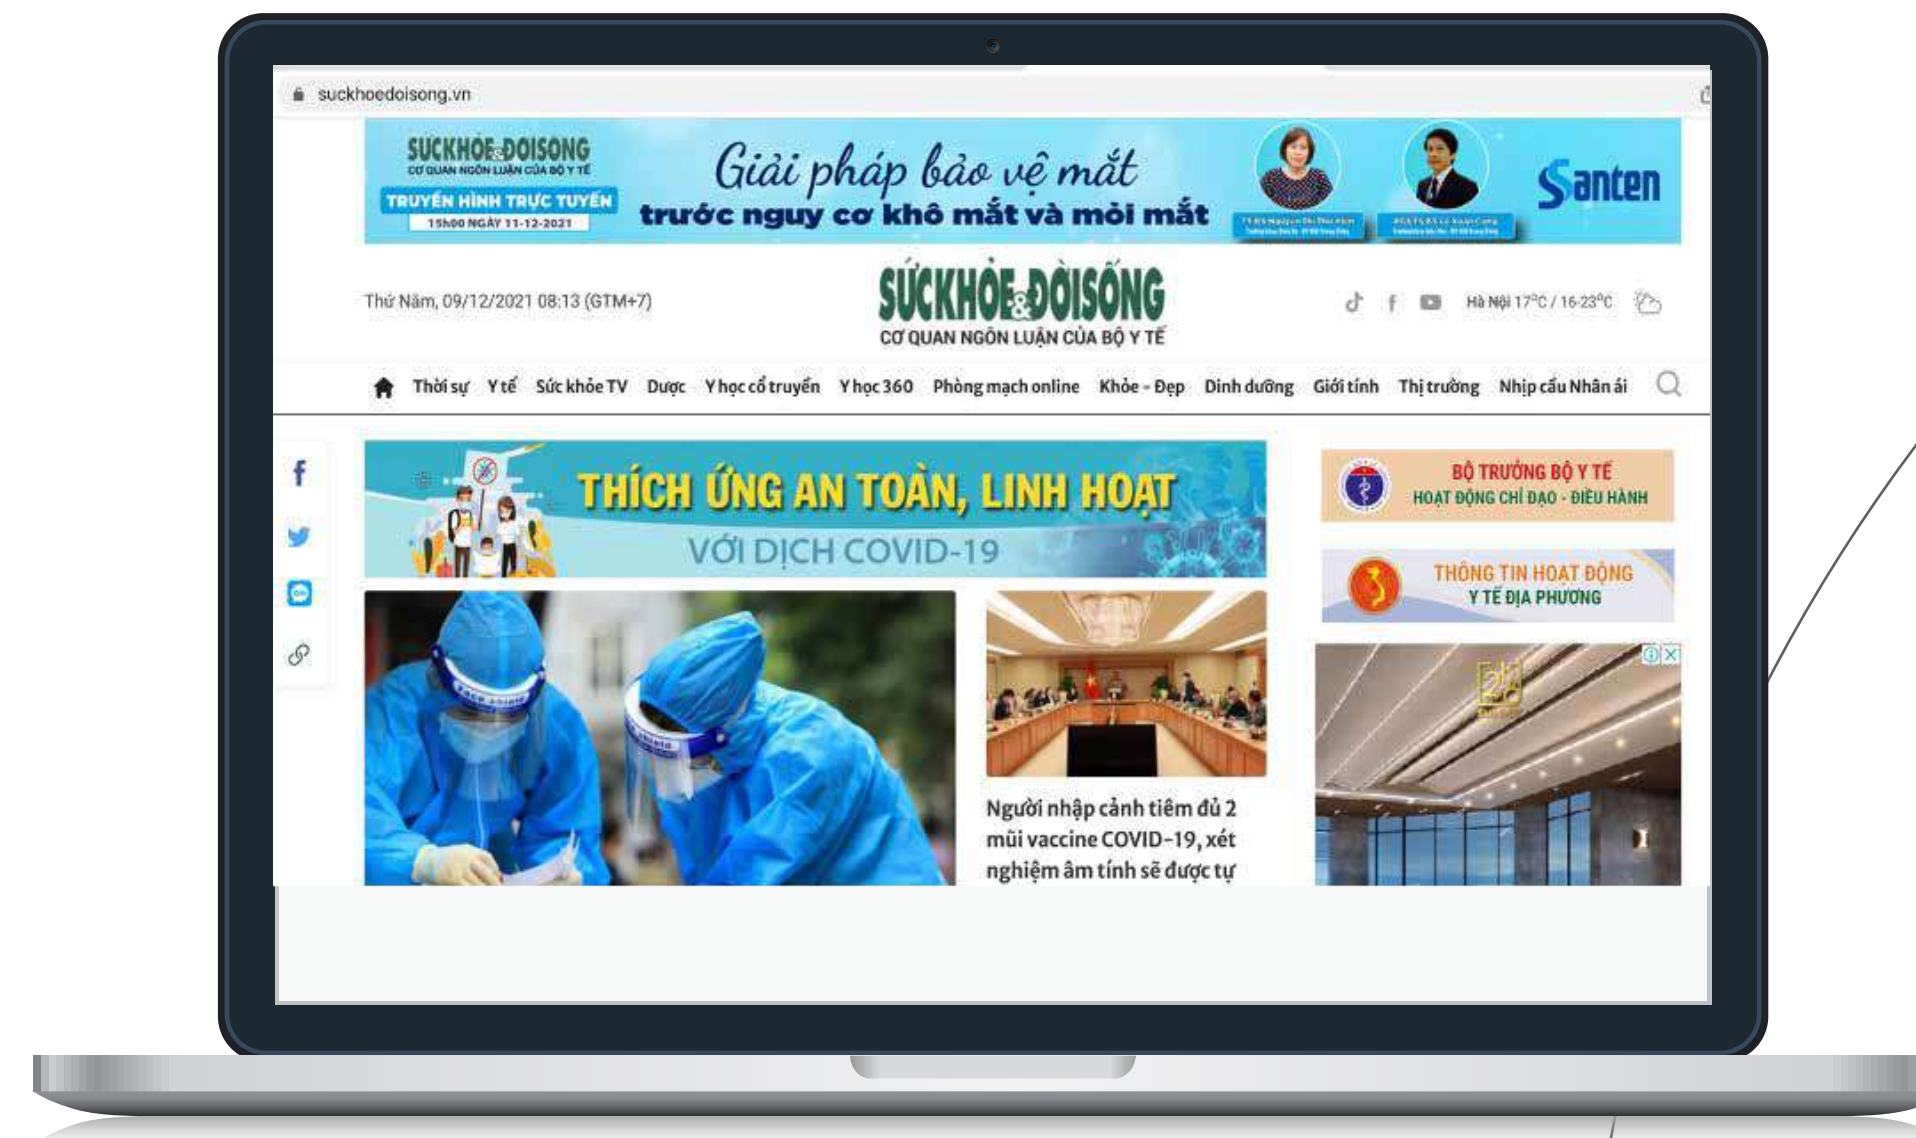 suckhoedoisong.vn
SỨCKHỎE&ĐỜISỐNG
CƠ QUAN NGÔN LUẬN CỦA BỘ Y TẾ
TRUYỀN HÌNH TRỰC TUYẾN
15h00 NGÀY 11-12-2021
Giải pháp bảo vệ mắt
trước nguy cơ khô mắt và mỏi mắt
Santen
Thứ Năm, 09/12/2021 08:13 (GTM+7)
SỨCKHỎE&ĐỜISỐNG
CƠ QUAN NGÔN LUẬN CỦA BỘ Y TẾ
Hà Nội 17°C / 16-23°C
Thời sự Y tế Sức khỏe TV Dược Y học cổ truyền Y học 360 Phòng mạch online Khỏe - Đẹp Dinh dưỡng Giới tính Thị trường Nhịp cầu Nhân ái
THÍCH ỨNG AN TOÀN, LINH HOẠT
VỚI DỊCH COVID-19
BỘ TRƯỞNG BỘ Y TẾ
HOẠT ĐỘNG CHỈ ĐẠO - ĐIỀU HÀNH
THÔNG TIN HOẠT ĐỘNG
Y TẾ ĐỊA PHƯƠNG
Face shield
shield
Người nhập cảnh tiêm đủ 2
mũi vaccine COVID-19, xét
nghiệm âm tính sẽ được tự